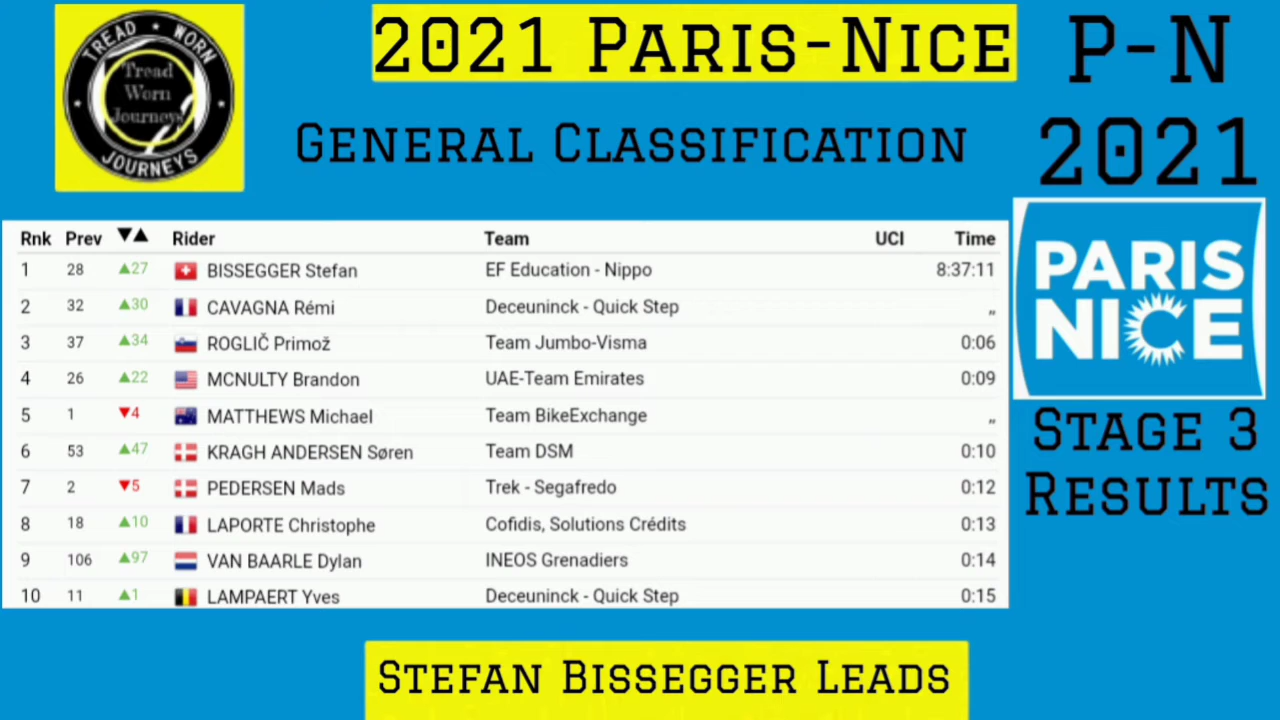 TREAD ★ WORN
Tread
Worn
Journeys
JOURNEYS
2021 Paris-Nice
General Classification
P-N
2021
PARIS
NICE
Stage 3
Results
Rnk Prev ▼▲ Rider Team UCI Time
1 28 ▲27 BISSEGGER Stefan EF Education - Nippo 8:37:11
2 32 ▲30 CAVAGNA Rémi Deceuninck - Quick Step ,,
3 37 ▲34 ROGLIČ Primož Team Jumbo-Visma 0:06
4 26 ▲22 MCNULTY Brandon UAE-Team Emirates 0:09
5 1 ▼4 MATTHEWS Michael Team BikeExchange ,,
6 53 ▲47 KRAGH ANDERSEN Søren Team DSM 0:10
7 2 ▼5 PEDERSEN Mads Trek - Segafredo 0:12
8 18 ▲10 LAPORTE Christophe Cofidis, Solutions Crédits 0:13
9 106 ▲97 VAN BAARLE Dylan INEOS Grenadiers 0:14
10 11 ▲1 LAMPAERT Yves Deceuninck - Quick Step 0:15
Stefan Bissegger Leads